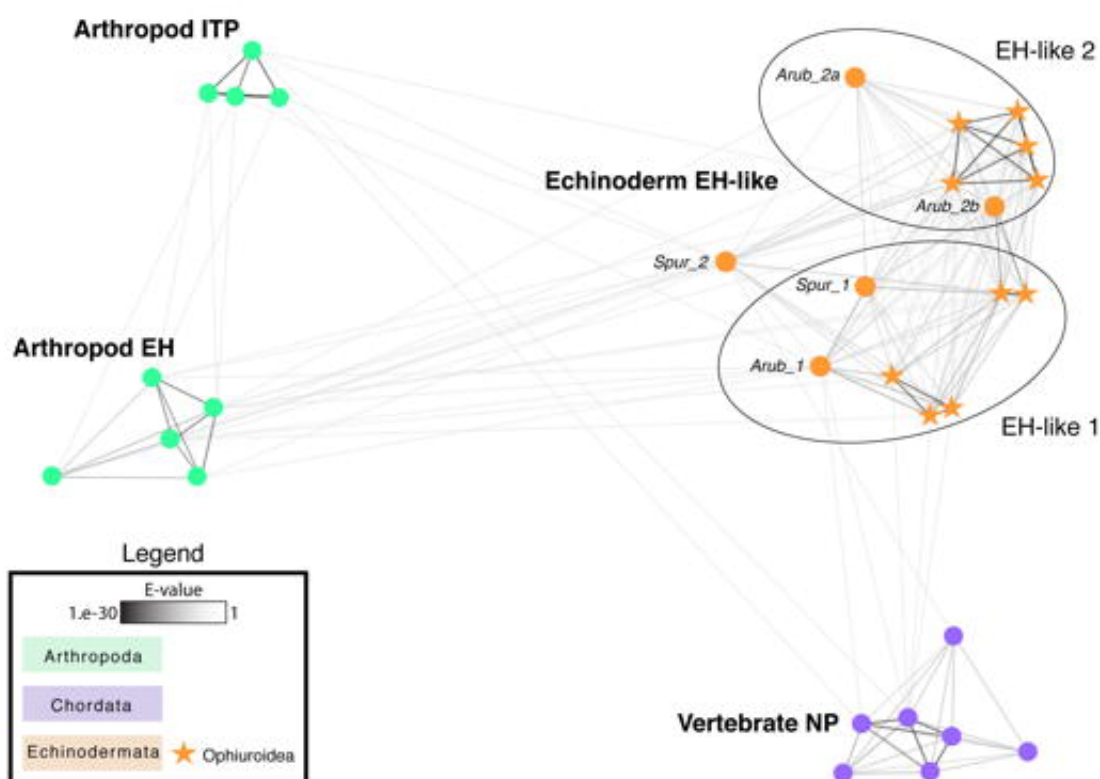 Arthropod ITP
EH-like 2
Arub_2a
Echinoderm EH-like
Arub_2b
Spur_2
Spur_1
Arthropod EH
Arub_1
EH-like 1
Legend
E-value
1.e-30 1
Arthropoda
Chordata
Vertebrate NP
Echinodermata Ophiuroidea